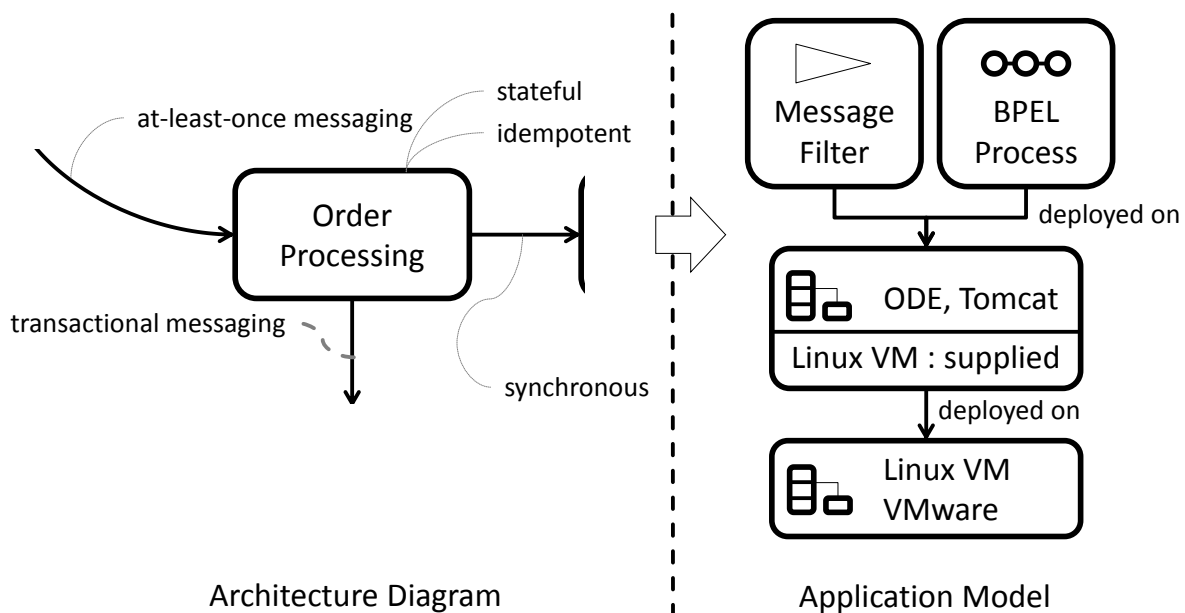 at-least-once messaging
stateful
idempotent
Order
Processing
transactional messaging
synchronous
Architecture Diagram
Message
Filter
BPEL
Process
deployed on
ODE, Tomcat
Linux VM : supplied
deployed on
Linux VM
VMware
Application Model